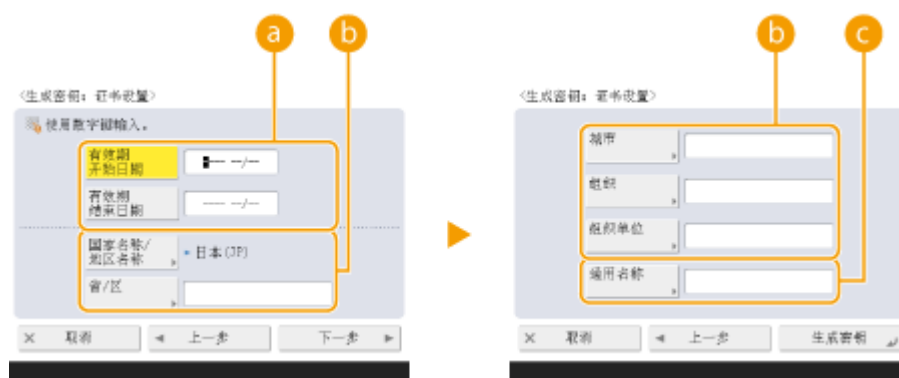 a
b
<生成密钥：证书设置>
使用数字键输入。
有效期
开始日期
---- --/--
有效期
结束日期
---- --/--
国家名称/
地区名称
日本(JP)
省/区
× 取消
◀ 上一步
下一步 ▶
b
c
<生成密钥：证书设置>
城市
组织
组织单位
通用名称
× 取消
◀ 上一步
生成密钥